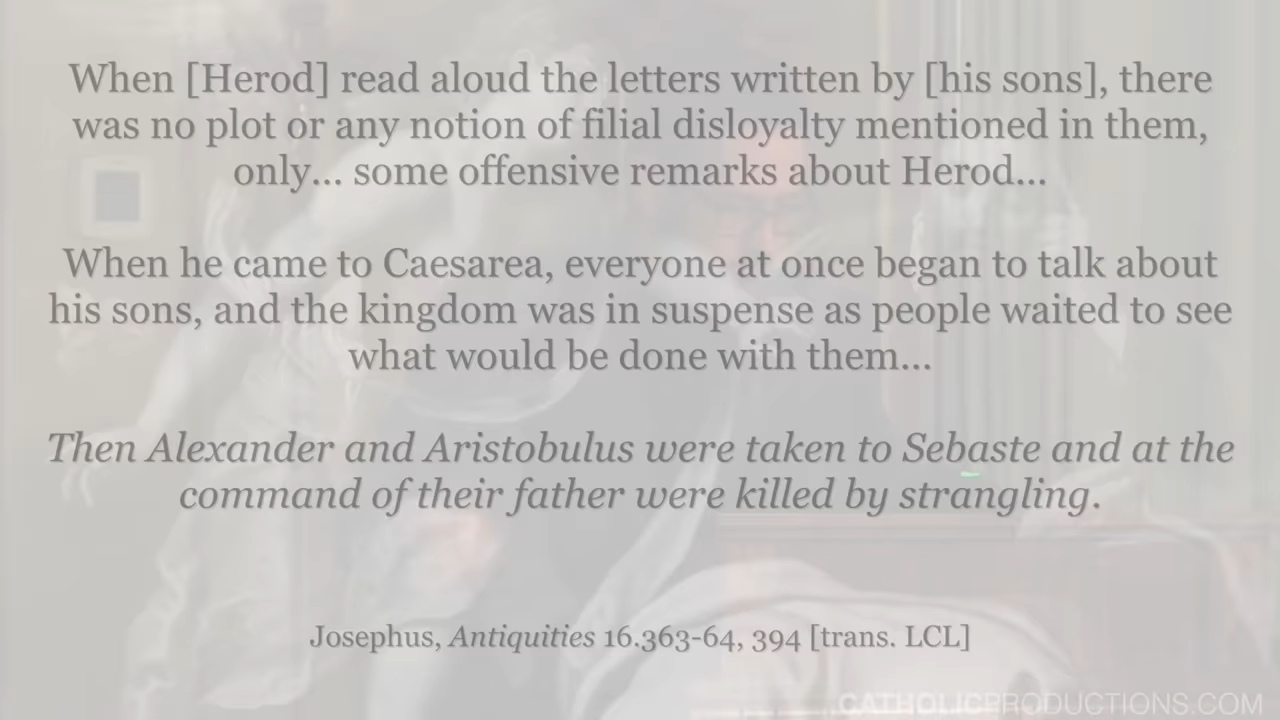 When [Herod] read aloud the letters written by [his sons], there
was no plot or any notion of filial disloyalty mentioned in them,
only... some offensive remarks about Herod...
When he came to Caesarea, everyone at once began to talk about
his sons, and the kingdom was in suspense as people waited to see
what would be done with them...
Then Alexander and Aristobulus were taken to Sebaste and at the
command of their father were killed by strangling.
Josephus, Antiquities 16.363-64, 394 [trans. LCL]
CATHOLICPRODUCTIONS.COM